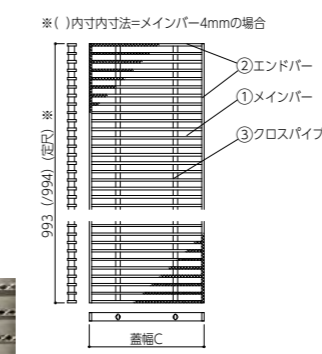 ※( )内寸内寸法=メインバー4mmの場合
②エンドバー
①メインバー
③クロスパイプ
993 (/994) (定尺) ※
蓋幅C